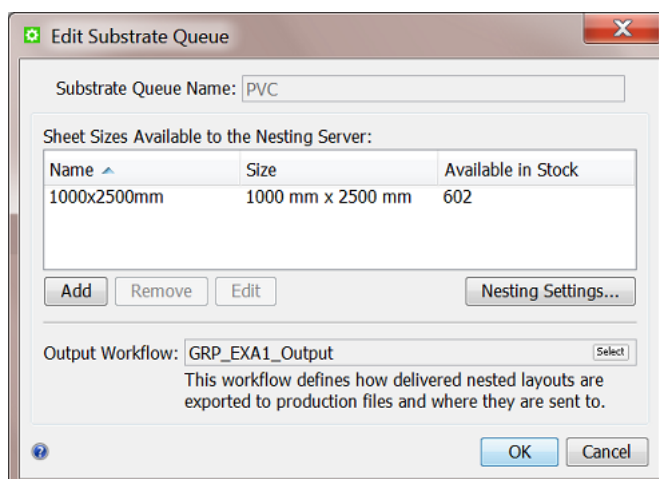 Edit Substrate Queue
X
Substrate Queue Name: PVC
Sheet Sizes Available to the Nesting Server:
Name Size Available in Stock
1000x2500mm 1000 mm x 2500 mm 602
Add Remove Edit Nesting Settings...
Output Workflow: GRP_EXA1_Output Select
This workflow defines how delivered nested layouts are
exported to production files and where they are sent to.
? OK Cancel